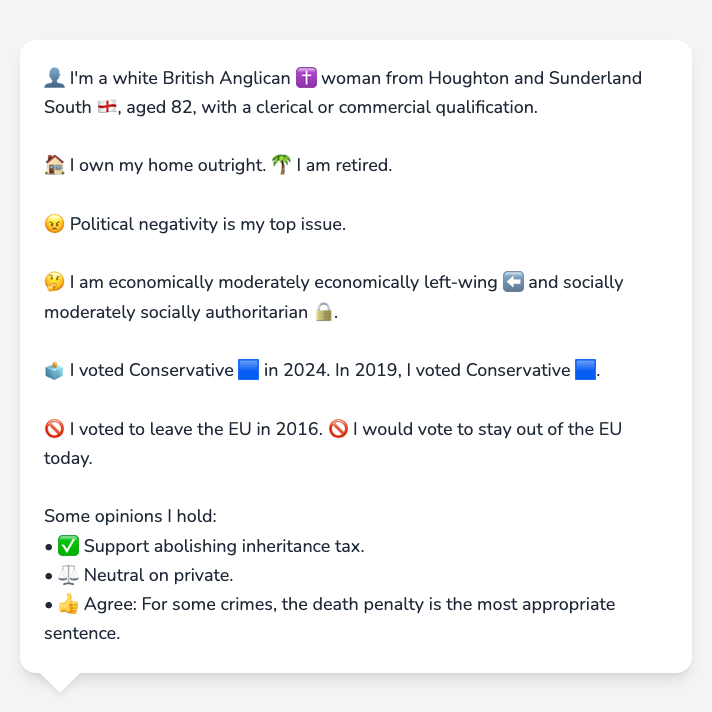 👤 I'm a white British Anglican ✝️ woman from Houghton and Sunderland
South 🏴󠁧󠁢󠁥󠁮󠁧󠁿, aged 82, with a clerical or commercial qualification.
🏠 I own my home outright. 🌴 I am retired.
😠 Political negativity is my top issue.
🤔 I am economically moderately economically left-wing ⬅️ and socially
moderately socially authoritarian 🔒.
🗳️ I voted Conservative 🟦 in 2024. In 2019, I voted Conservative 🟦.
🚫 I voted to leave the EU in 2016. 🚫 I would vote to stay out of the EU
today.
Some opinions I hold:
• ✅ Support abolishing inheritance tax.
• ⚖️ Neutral on private.
• 👍 Agree: For some crimes, the death penalty is the most appropriate
sentence.